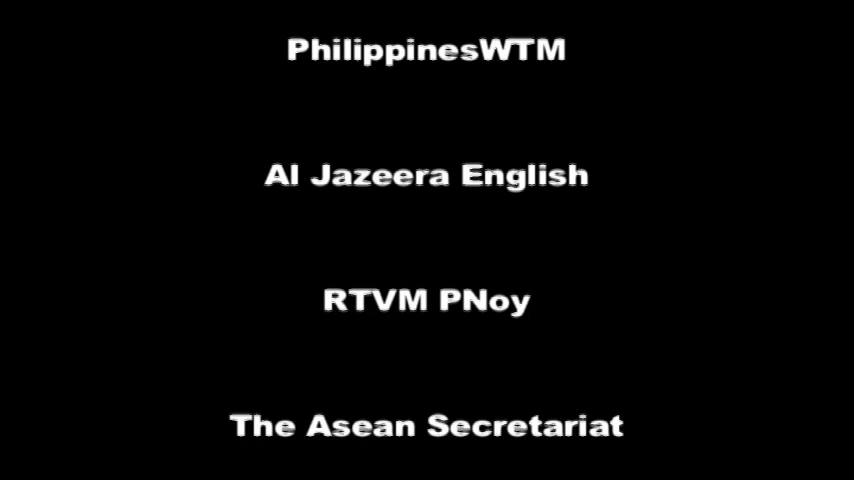 PhilippinesWTM
Al Jazeera English
RTVM PNoy
The Asean Secretariat